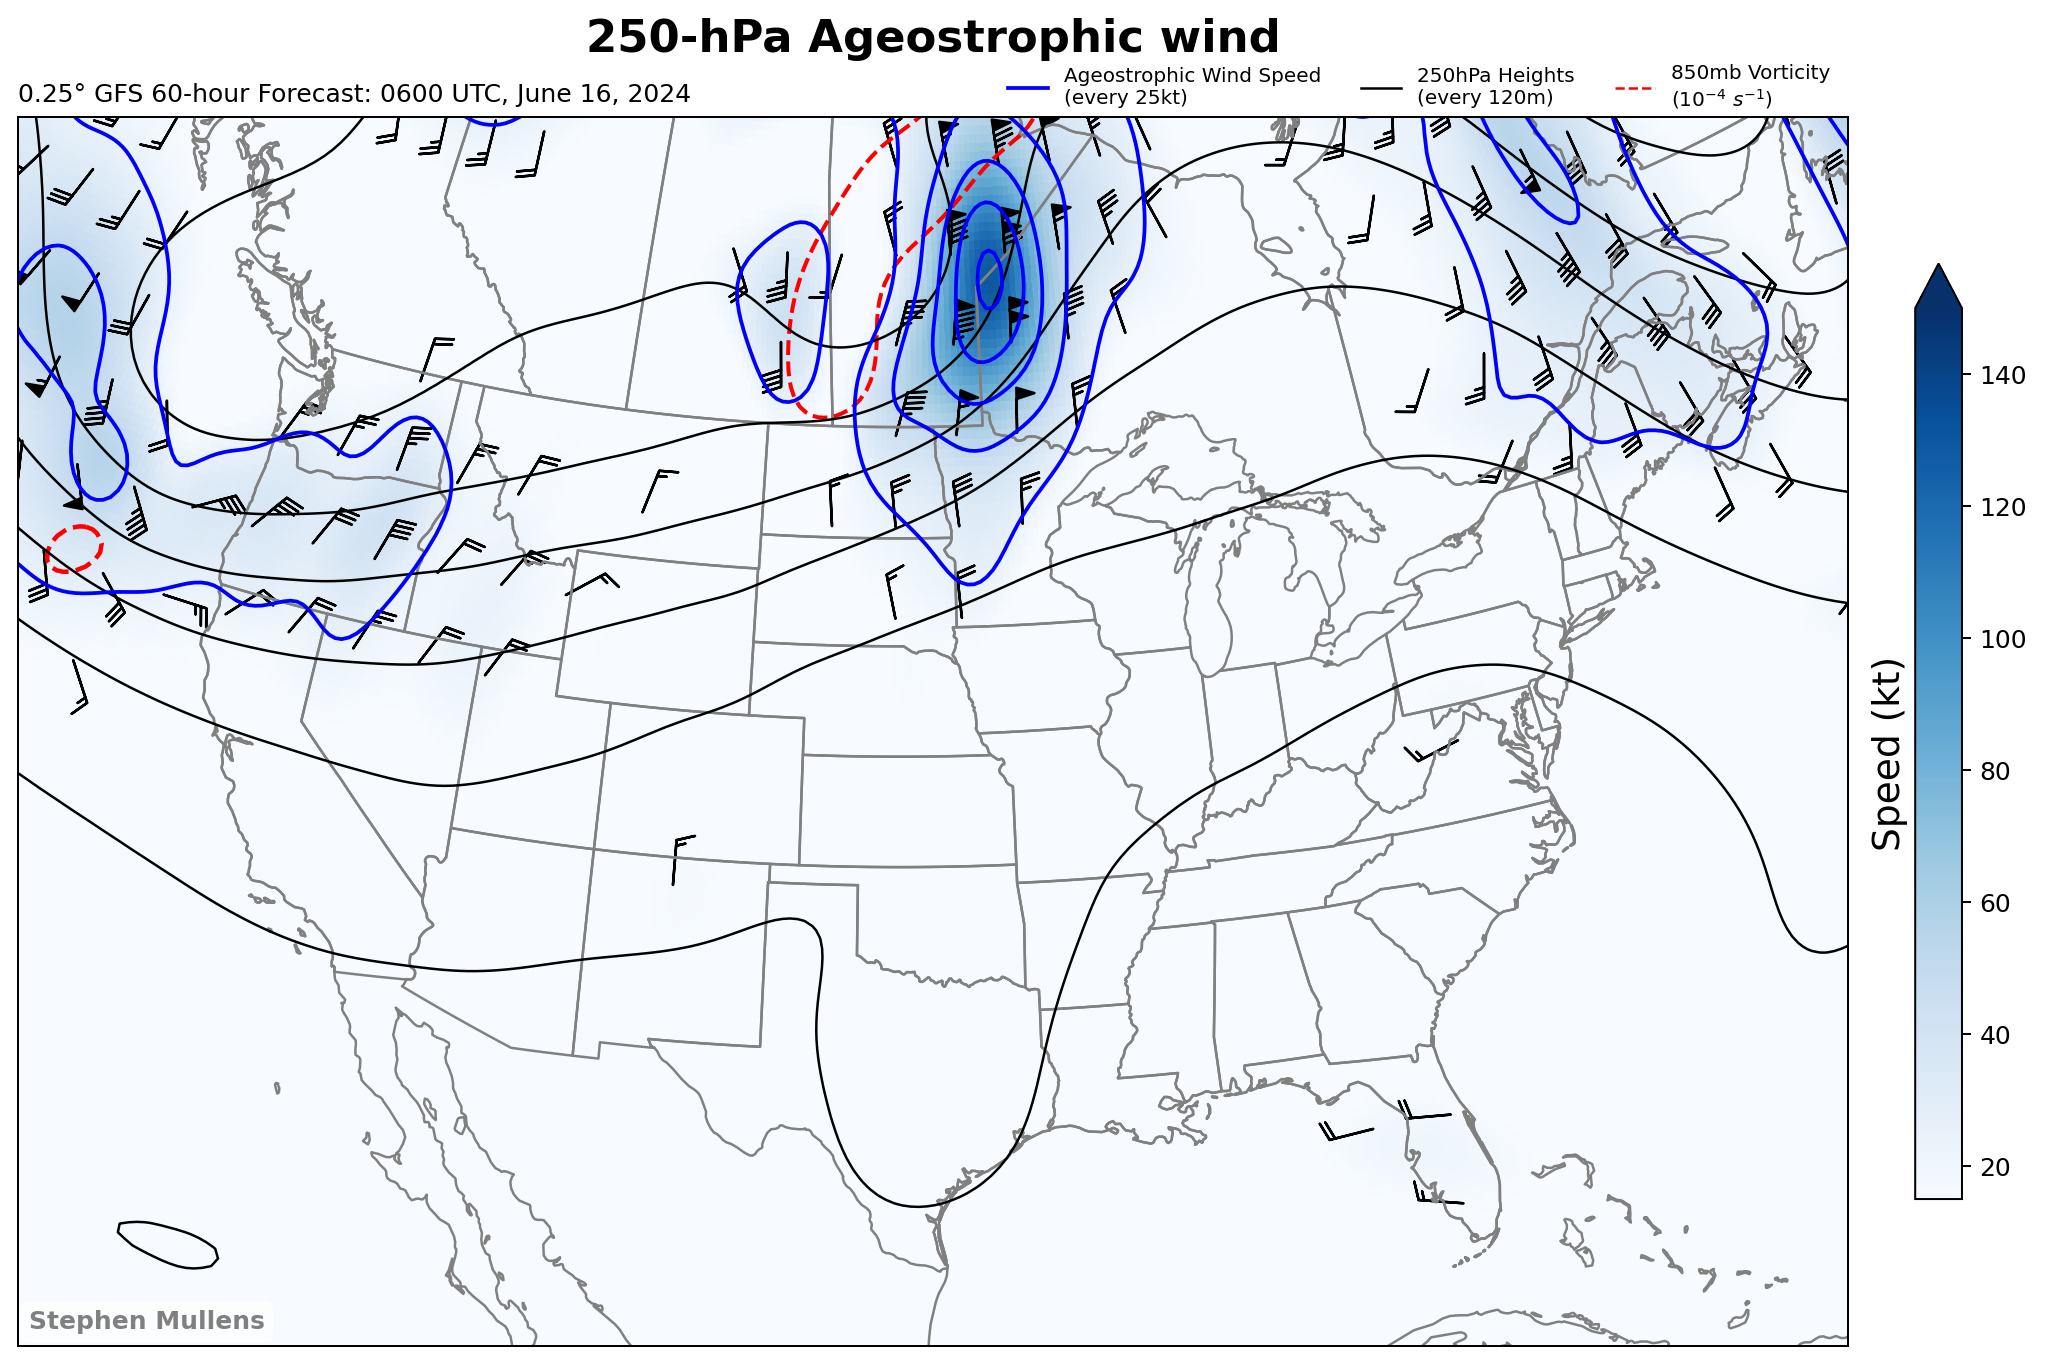 250-hPa Ageostrophic wind
0.25° GFS 60-hour Forecast: 0600 UTC, June 16, 2024
Ageostrophic Wind Speed
(every 25kt)
250hPa Heights
(every 120m)
850mb Vorticity
(10⁻⁴ s⁻¹)
140
120
100
80
60
40
20
Speed (kt)
Stephen Mullens